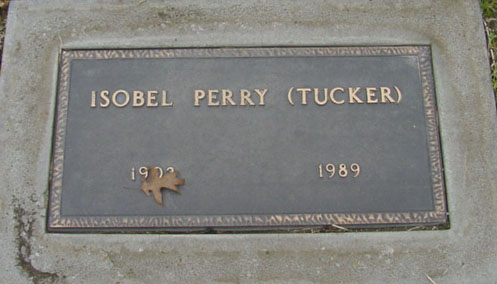 ISOBEL PERRY (TUCKER)
1989